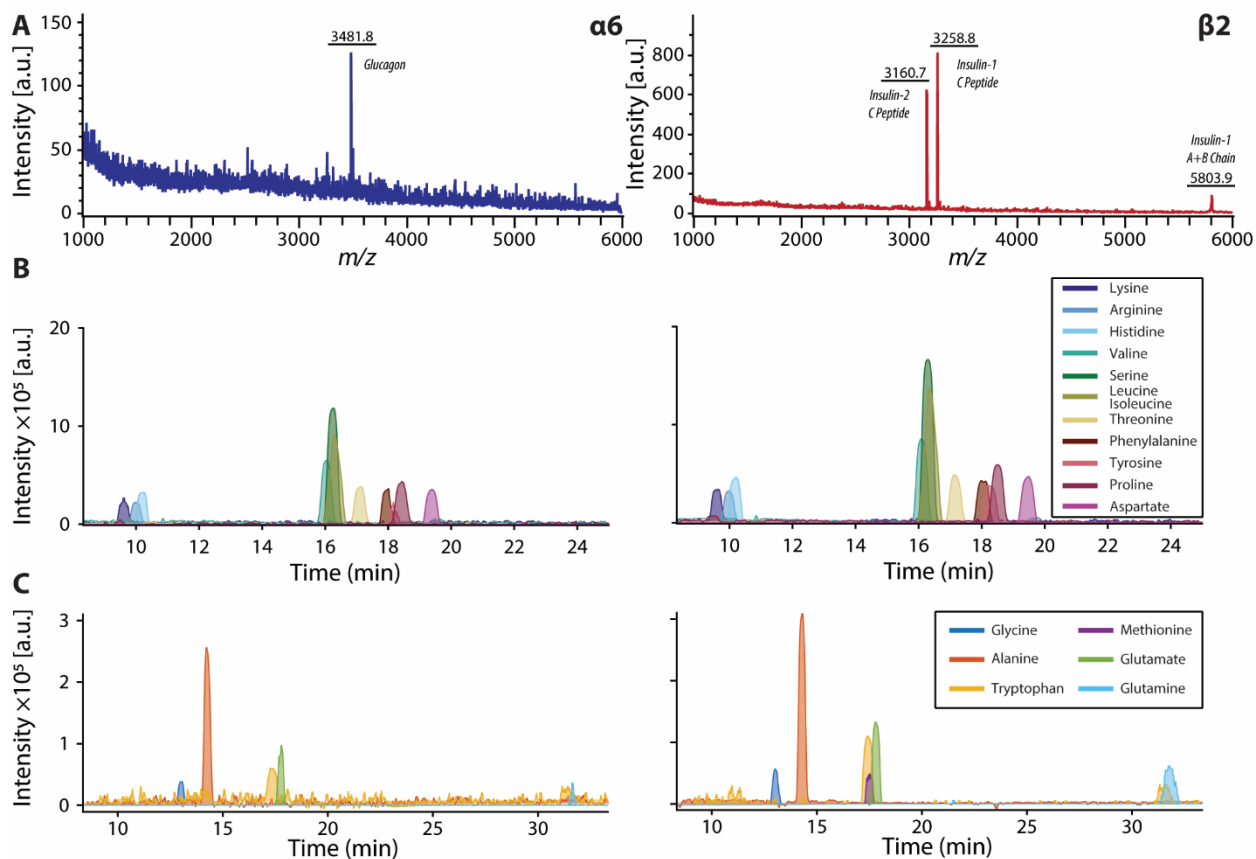 A
α6
β2
Intensity [a.u.]
150
100
50
0
3481.8
Glucagon
1000
2000
3000
4000
5000
6000
m/z
Intensity [a.u.]
800
600
400
200
0
3160.7
Insulin-2
C Peptide
3258.8
Insulin-1
C Peptide
Insulin-1
A+B Chain
5803.9
1000
2000
3000
4000
5000
6000
m/z
B
Intensity ×10⁵ [a.u.]
20
10
0
10
12
14
16
18
20
22
24
Time (min)
10
12
14
16
18
20
22
24
Time (min)
Lysine
Arginine
Histidine
Valine
Serine
Leucine
Isoleucine
Threonine
Phenylalanine
Tyrosine
Proline
Aspartate
C
Intensity ×10⁵ [a.u.]
3
2
1
0
10
15
20
25
30
Time (min)
10
15
20
25
30
Time (min)
Glycine
Alanine
Tryptophan
Methionine
Glutamate
Glutamine